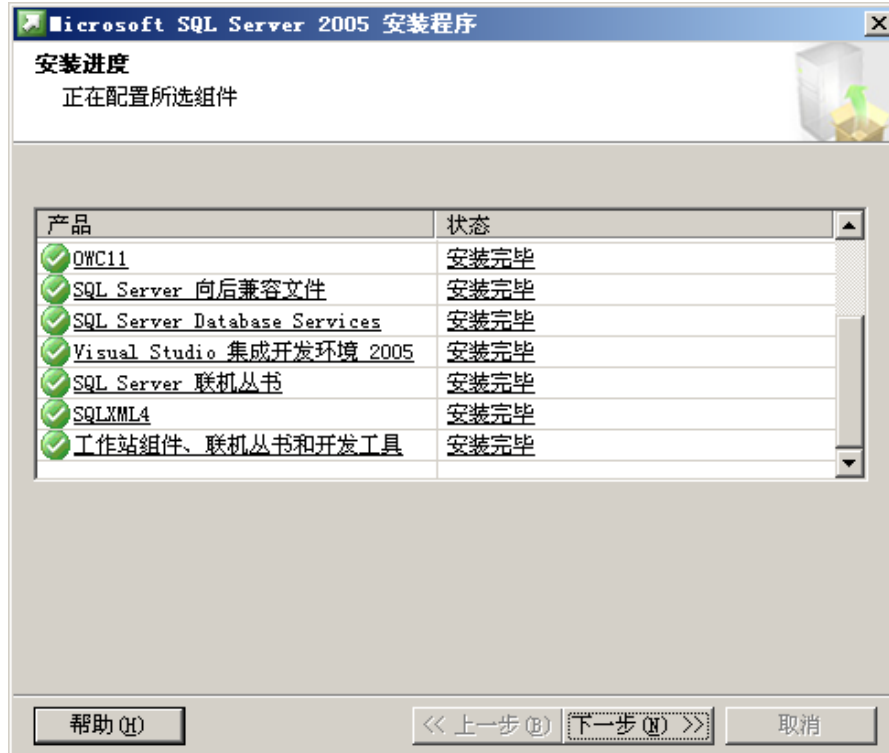 Microsoft SQL Server 2005 安装程序
安装进度
正在配置所选组件
产品 状态
OWC11 安装完毕
SQL Server 向后兼容文件 安装完毕
SQL Server Database Services 安装完毕
Visual Studio 集成开发环境 2005 安装完毕
SQL Server 联机丛书 安装完毕
SQLXML4 安装完毕
工作站组件、联机丛书和开发工具 安装完毕
帮助(H) << 上一步(B) 下一步(N) >> 取消